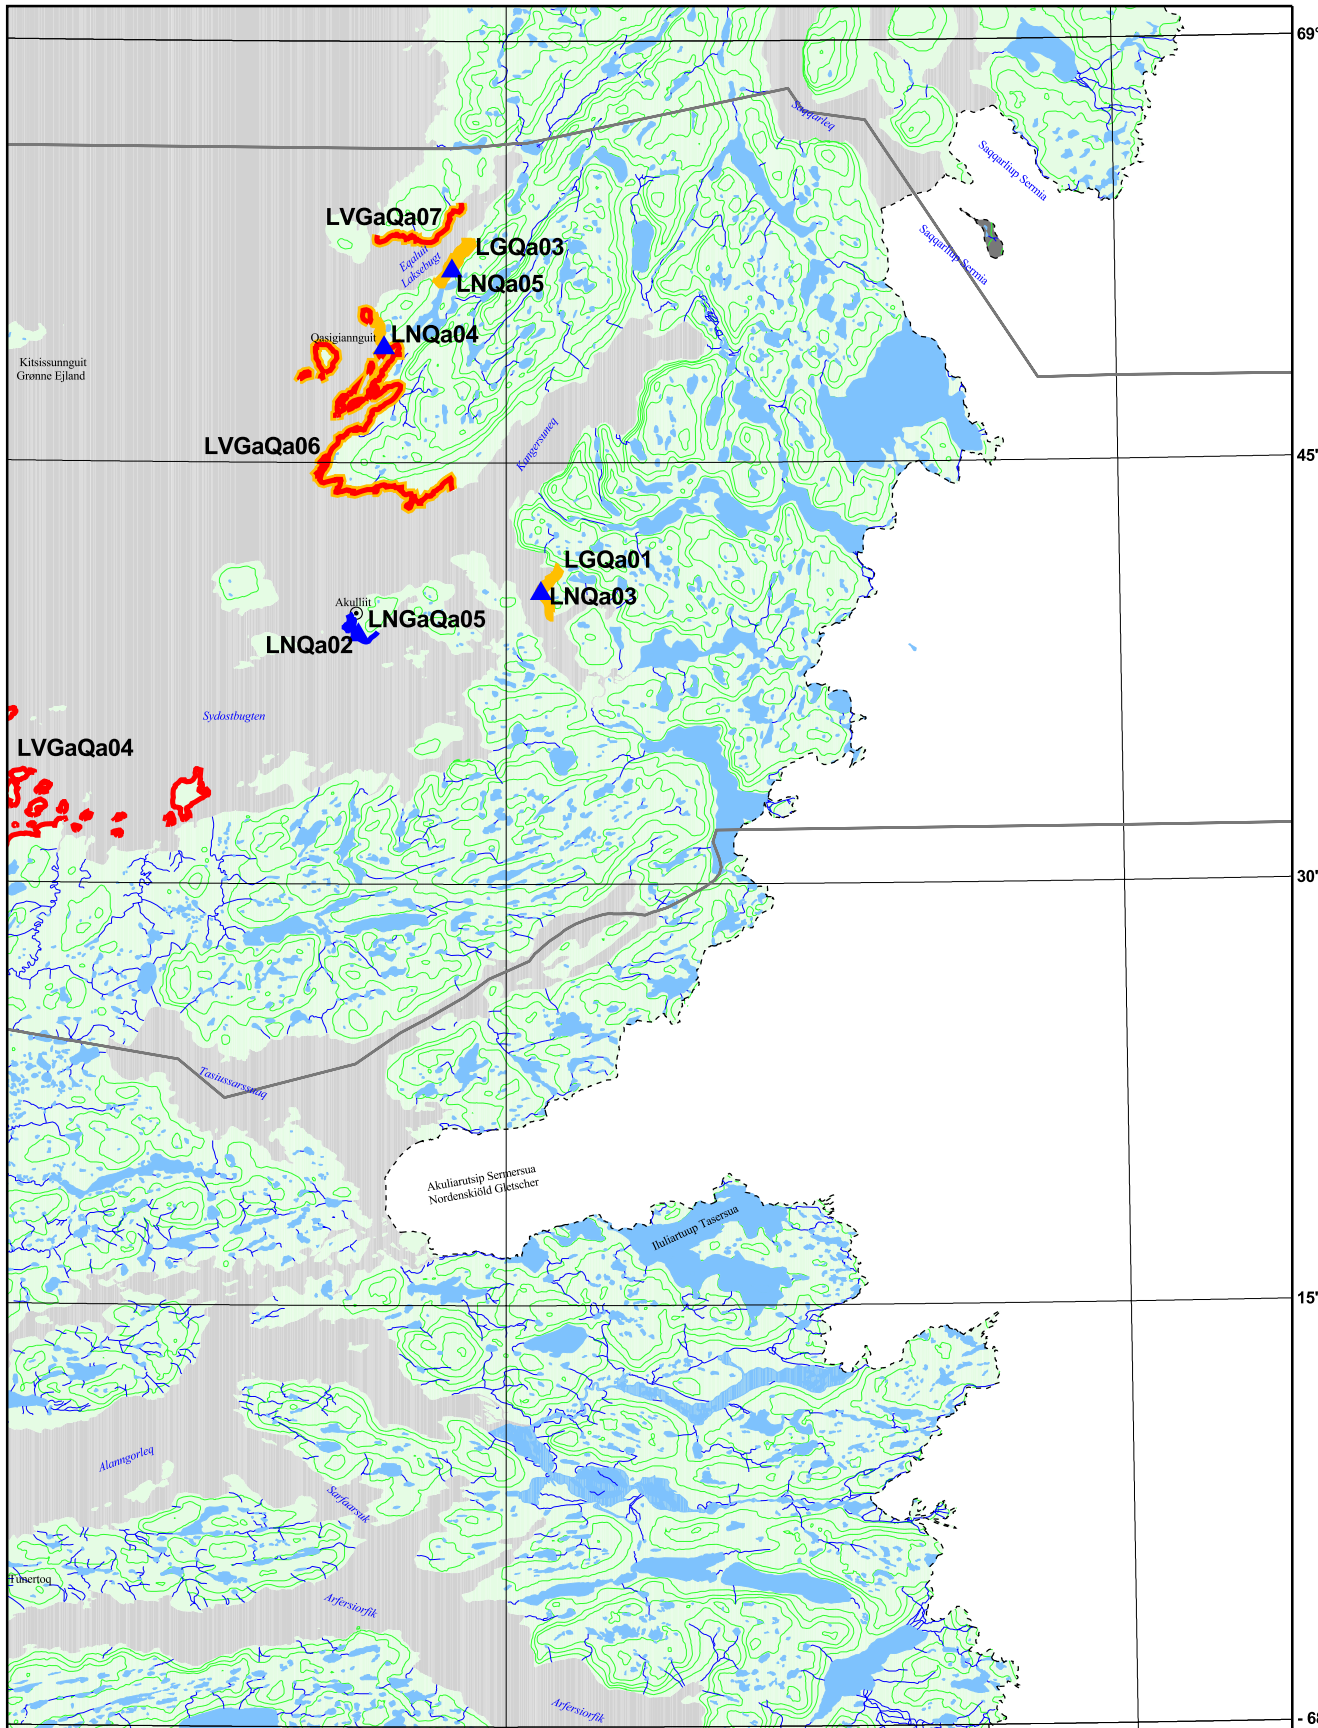 69°
Saqqarleq
Saqqarliup Sermia
LVGaQa07
Saqqarliup Sermia
LGQa03
Eqaluit
Laksebugt
LNQa05
LNQa04
Qasigiannguit
Kitsissunnguit
Grønne Ejland
LVGaQa06
Kangersuneq
45'
LGQa01
LNQa03
Akulliit
LNGaQa05
LNQa02
Sydostbugten
LVGaQa04
30'
Tasiussarssuaq
Akuliarutsip Sermersua
Nordenskiöld Gletscher
Iluliartuup Tasersua
15'
Alanngorleq
Sarfaarsuk
Tunertoq
Arfersiorfik
Arfersiorfik
- 68